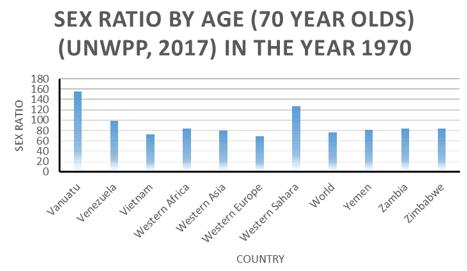 SEX RATIO BY AGE (70 YEAR OLDS)
(UNWPP, 2017) IN THE YEAR 1970
180
160
140
120
100
80
60
40
20
0
SEX RATIO
Vanuatu
Venezuela
Vietnam
Western Africa
Western Asia
Western Europe
Western Sahara
World
Yemen
Zambia
Zimbabwe
COUNTRY